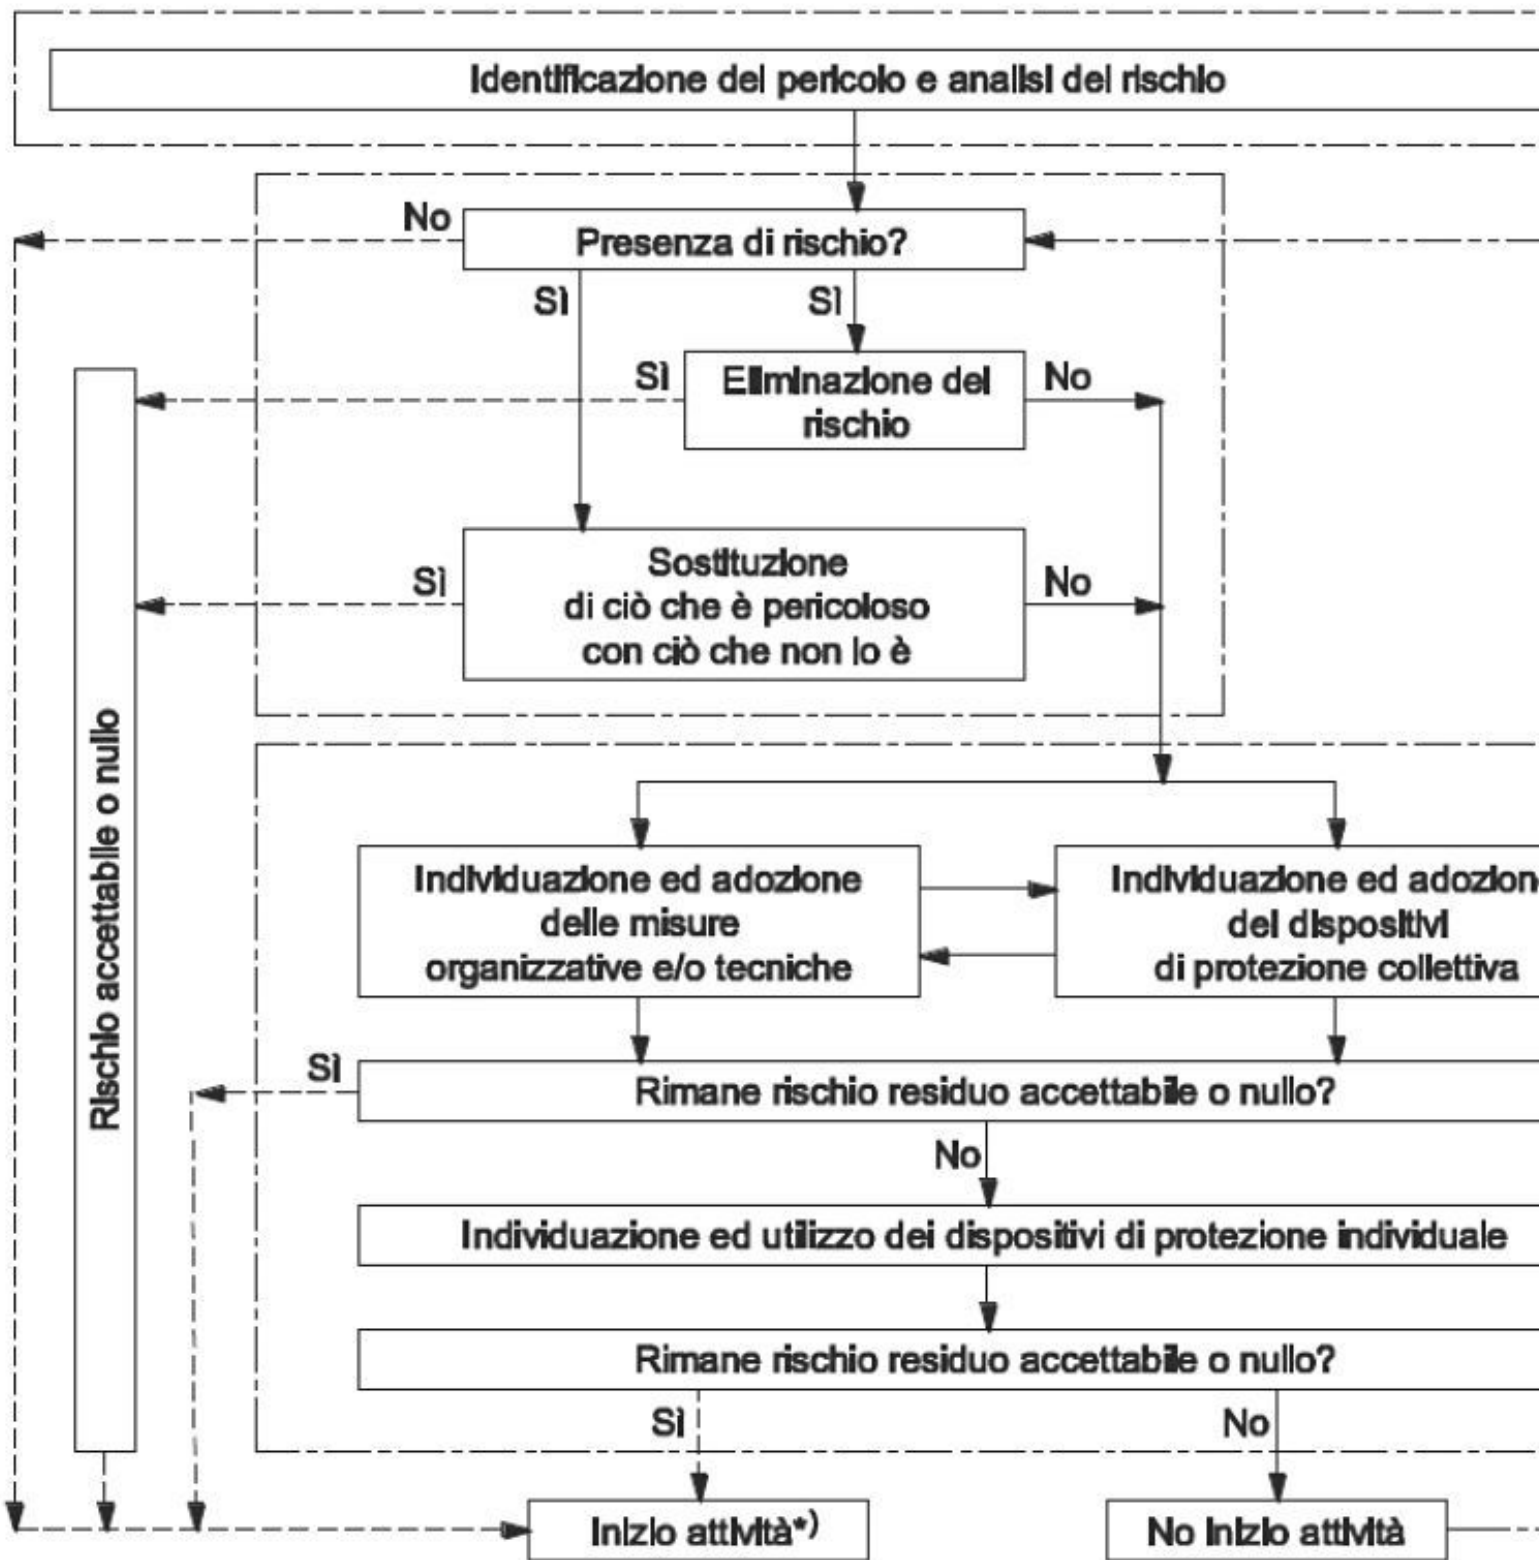 Identificazione del pericolo e analisi del rischio
No
Presenza di rischio?
Sì
Sì
Sì
Eliminazione del
rischio
No
Sì
Sostituzione
di ciò che è pericoloso
con ciò che non lo è
No
Rischio accettabile o nullo
Individuazione ed adozione
delle misure
organizzative e/o tecniche
Individuazione ed adozion
dei dispositivi
di protezione collettiva
Sì
Rimane rischio residuo accettabile o nullo?
No
Individuazione ed utilizzo dei dispositivi di protezione individuale
Rimane rischio residuo accettabile o nullo?
Sì
No
Inizio attività*)
No inizio attività